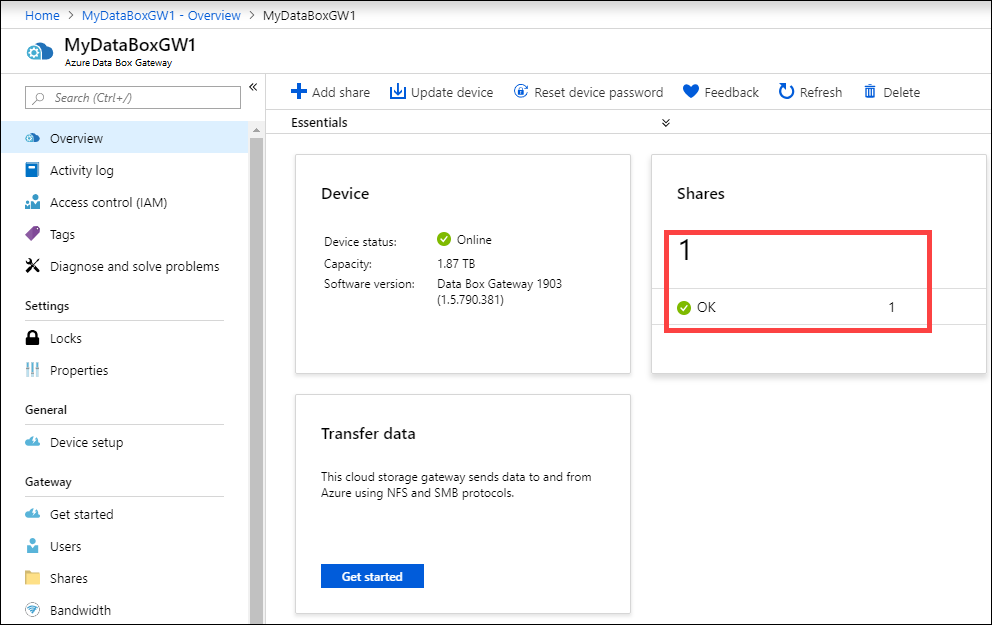 Home > MyDataBoxGW1 - Overview > MyDataBoxGW1
MyDataBoxGW1
Azure Data Box Gateway
Search (Ctrl+/)
«
Overview
Activity log
Access control (IAM)
Tags
Diagnose and solve problems
Settings
Locks
Properties
General
Device setup
Gateway
Get started
Users
Shares
Bandwidth
Add share Update device Reset device password Feedback Refresh Delete
Essentials
Device
Device status: Online
Capacity: 1.87 TB
Software version: Data Box Gateway 1903
(1.5.790.381)
Shares
1
OK 1
Transfer data
This cloud storage gateway sends data to and from
Azure using NFS and SMB protocols.
Get started